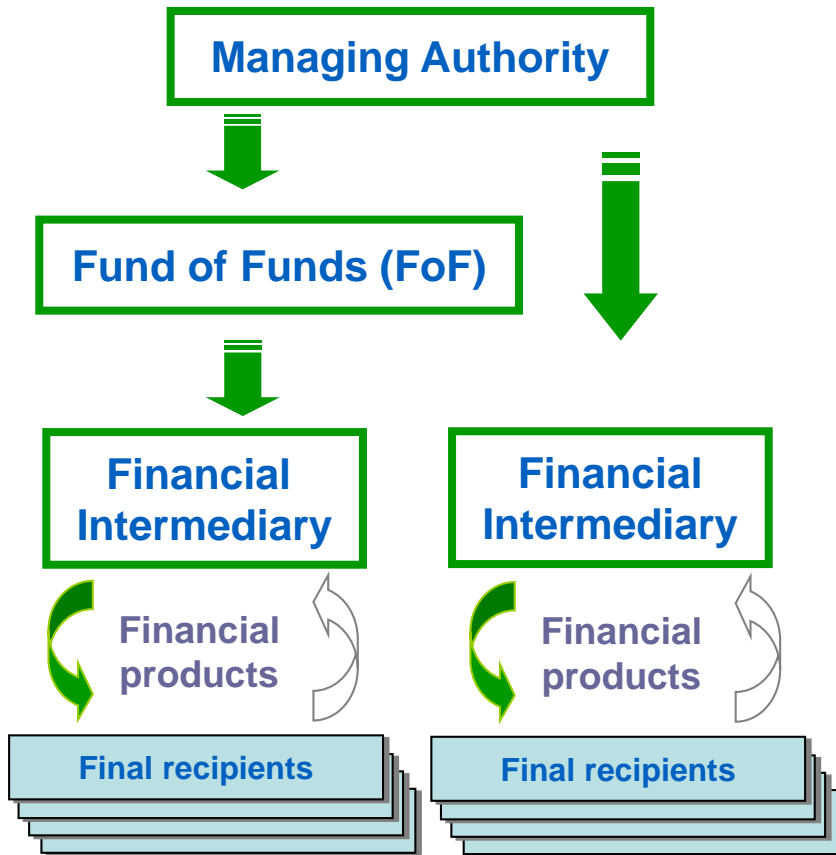 Managing Authority
Fund of Funds (FoF)
Financial
Intermediary
Financial
Intermediary
Financial
products
Financial
products
Final recipients
Final recipients